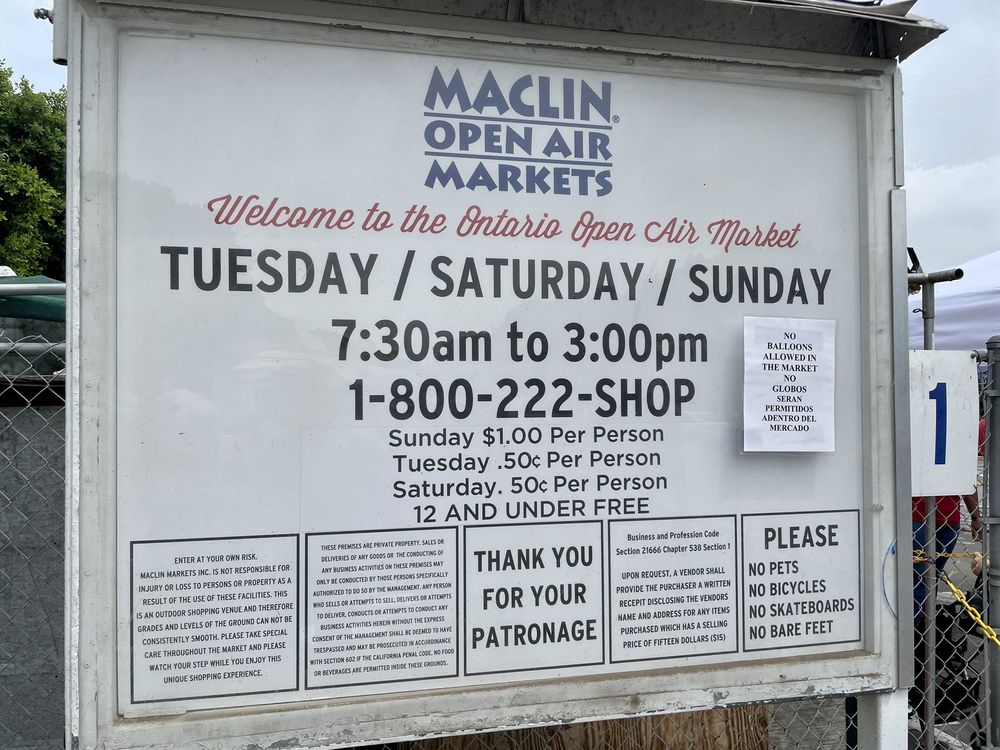 MACLIN®
OPEN AIR
MARKETS
Welcome to the Ontario Open Air Market
TUESDAY / SATURDAY / SUNDAY
7:30am to 3:00pm
1-800-222-SHOP
Sunday $1.00 Per Person
Tuesday .50¢ Per Person
Saturday. 50¢ Per Person
12 AND UNDER FREE
NO
BALLOONS
ALLOWED IN
THE MARKET
NO
GLOBOS
SERAN
PERMITIDOS
ADENTRO DEL
MERCADO
1
ENTER AT YOUR OWN RISK.
MACLIN MARKETS INC. IS NOT RESPONSIBLE FOR
INJURY OR LOSS TO PERSONS OR PROPERTY AS A
RESULT OF THE USE OF THESE FACILITIES. THIS
IS AN OUTDOOR SHOPPING VENUE AND THEREFORE
GRADES AND LEVELS OF THE GROUND CAN NOT BE
CONSISTENTLY SMOOTH. PLEASE TAKE SPECIAL
CARE THROUGHOUT THE MARKET AND PLEASE
WATCH YOUR STEP WHILE YOU ENJOY THIS
UNIQUE SHOPPING EXPERIENCE.
THESE PREMISES ARE PRIVATE PROPERTY. SALES OR
DELIVERIES OF ANY GOODS OR THE CONDUCTING OF
ANY BUSINESS ACTIVITIES ON THESE PREMISES MAY
ONLY BE CONDUCTED BY THOSE PERSONS SPECIFICALLY
AUTHORIZED TO DO SO BY THE MANAGEMENT. ANY PERSON
WHO SELLS OR ATTEMPTS TO SELL, DELIVERS OR ATTEMPTS
TO DELIVER, CONDUCTS OR ATTEMPTS TO CONDUCT ANY
BUSINESS ACTIVITIES HEREIN WITHOUT THE EXPRESS
CONSENT OF THE MANAGEMENT SHALL BE DEEMED TO HAVE
TRESPASSED AND MAY BE PROSECUTED IN ACCORDINANCE
WITH SECTION 602 IF THE CALIFORNIA PENAL CODE. NO FOOD
OR BEVERAGES ARE PERMITTED INSIDE THESE GROUNDS.
THANK YOU
FOR YOUR
PATRONAGE
Business and Profession Code
Section 21666 Chapter 538 Section 1
UPON REQUEST, A VENDOR SHALL
PROVIDE THE PURCHASER A WRITTEN
RECEIPT DISCLOSING THE VENDORS
NAME AND ADDRESS FOR ANY ITEMS
PURCHASED WHICH HAS A SELLING
PRICE OF FIFTEEN DOLLARS ($15)
PLEASE
NO PETS
NO BICYCLES
NO SKATEBOARDS
NO BARE FEET